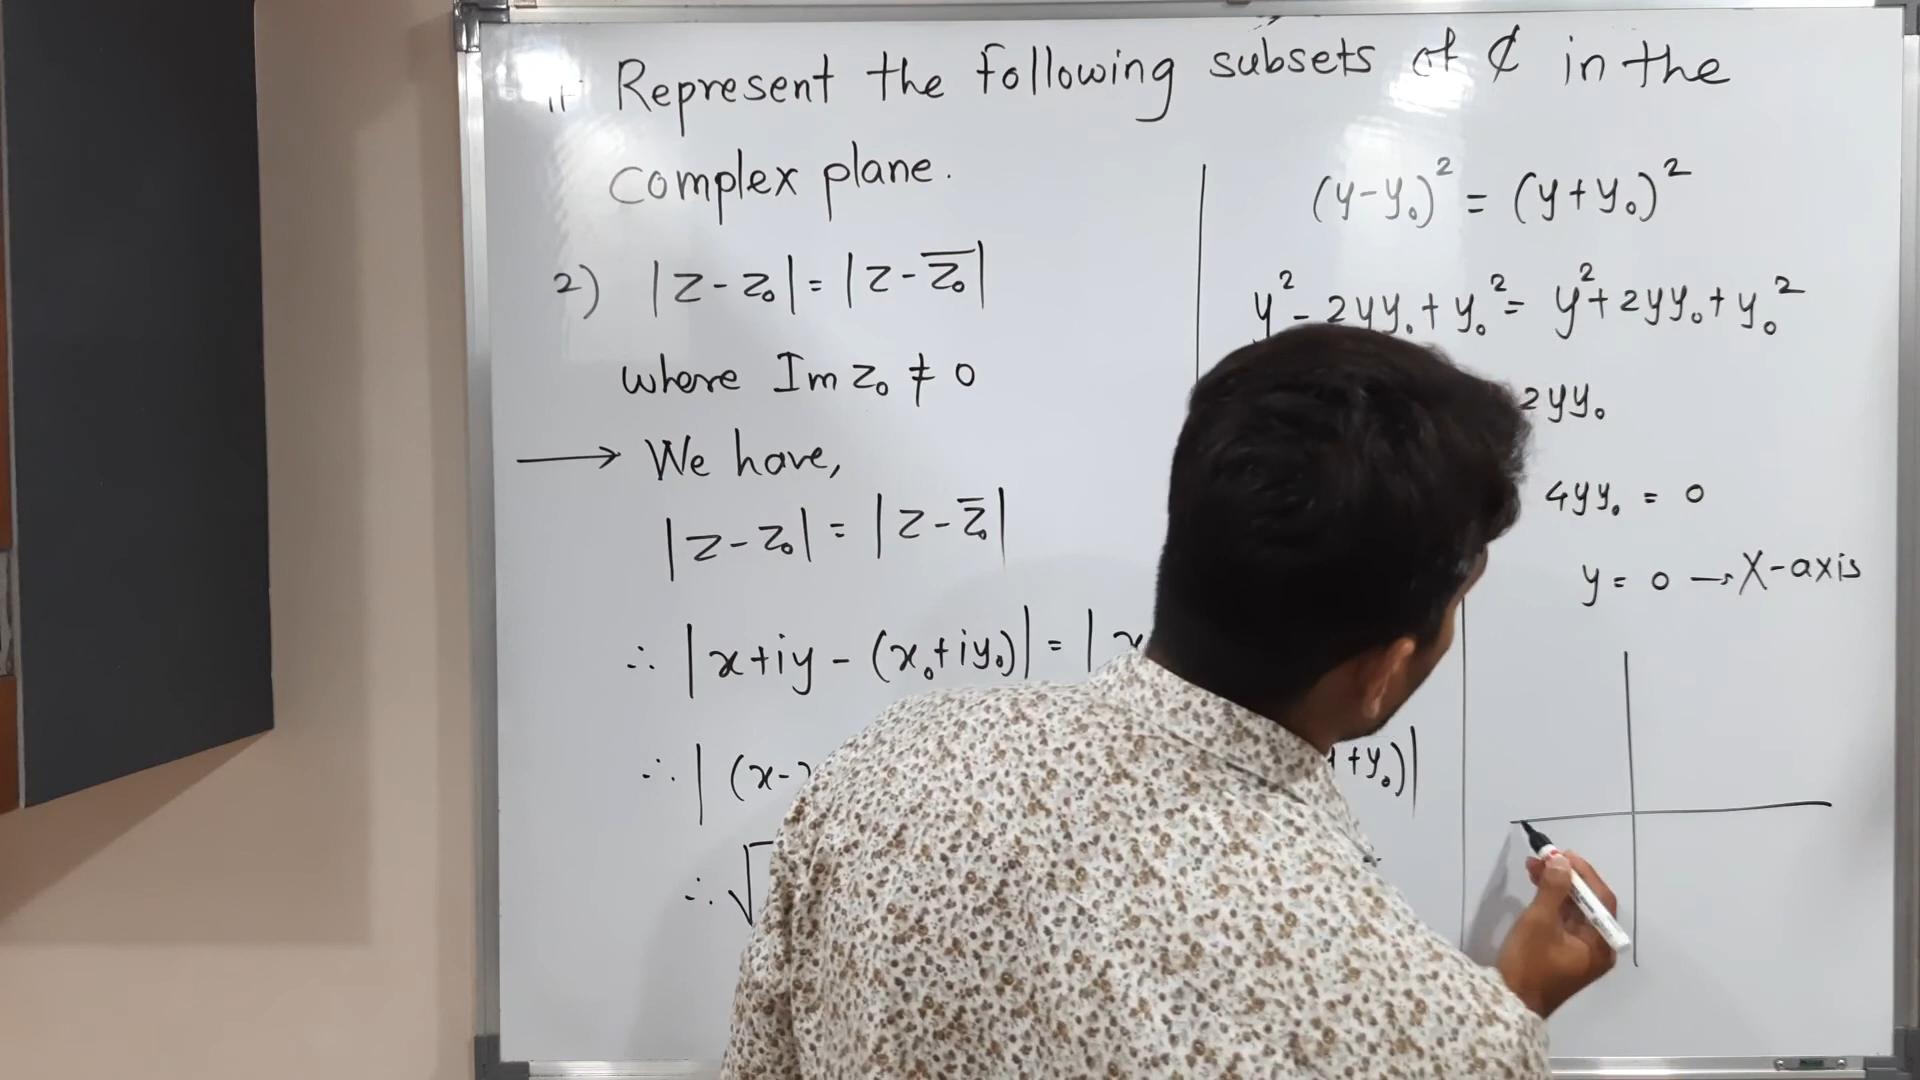 Represent the following subsets of ₵ in the
complex plane.
2) |z - z₀| = |z - z̅₀|
where Im z₀ ≠ 0
⟶ We have,
|z - z₀| = |z - z̅₀|
∴ |x+iy - (x₀+iy₀)| = | x
∴ | (x-          +y₀)|
∴ √
(y-y₀)² = (y+y₀)²
y² - 2yy₀ + y₀² = y² + 2yy₀ + y₀²
2yy₀
4yy₀ = 0
y = 0 → X-axis